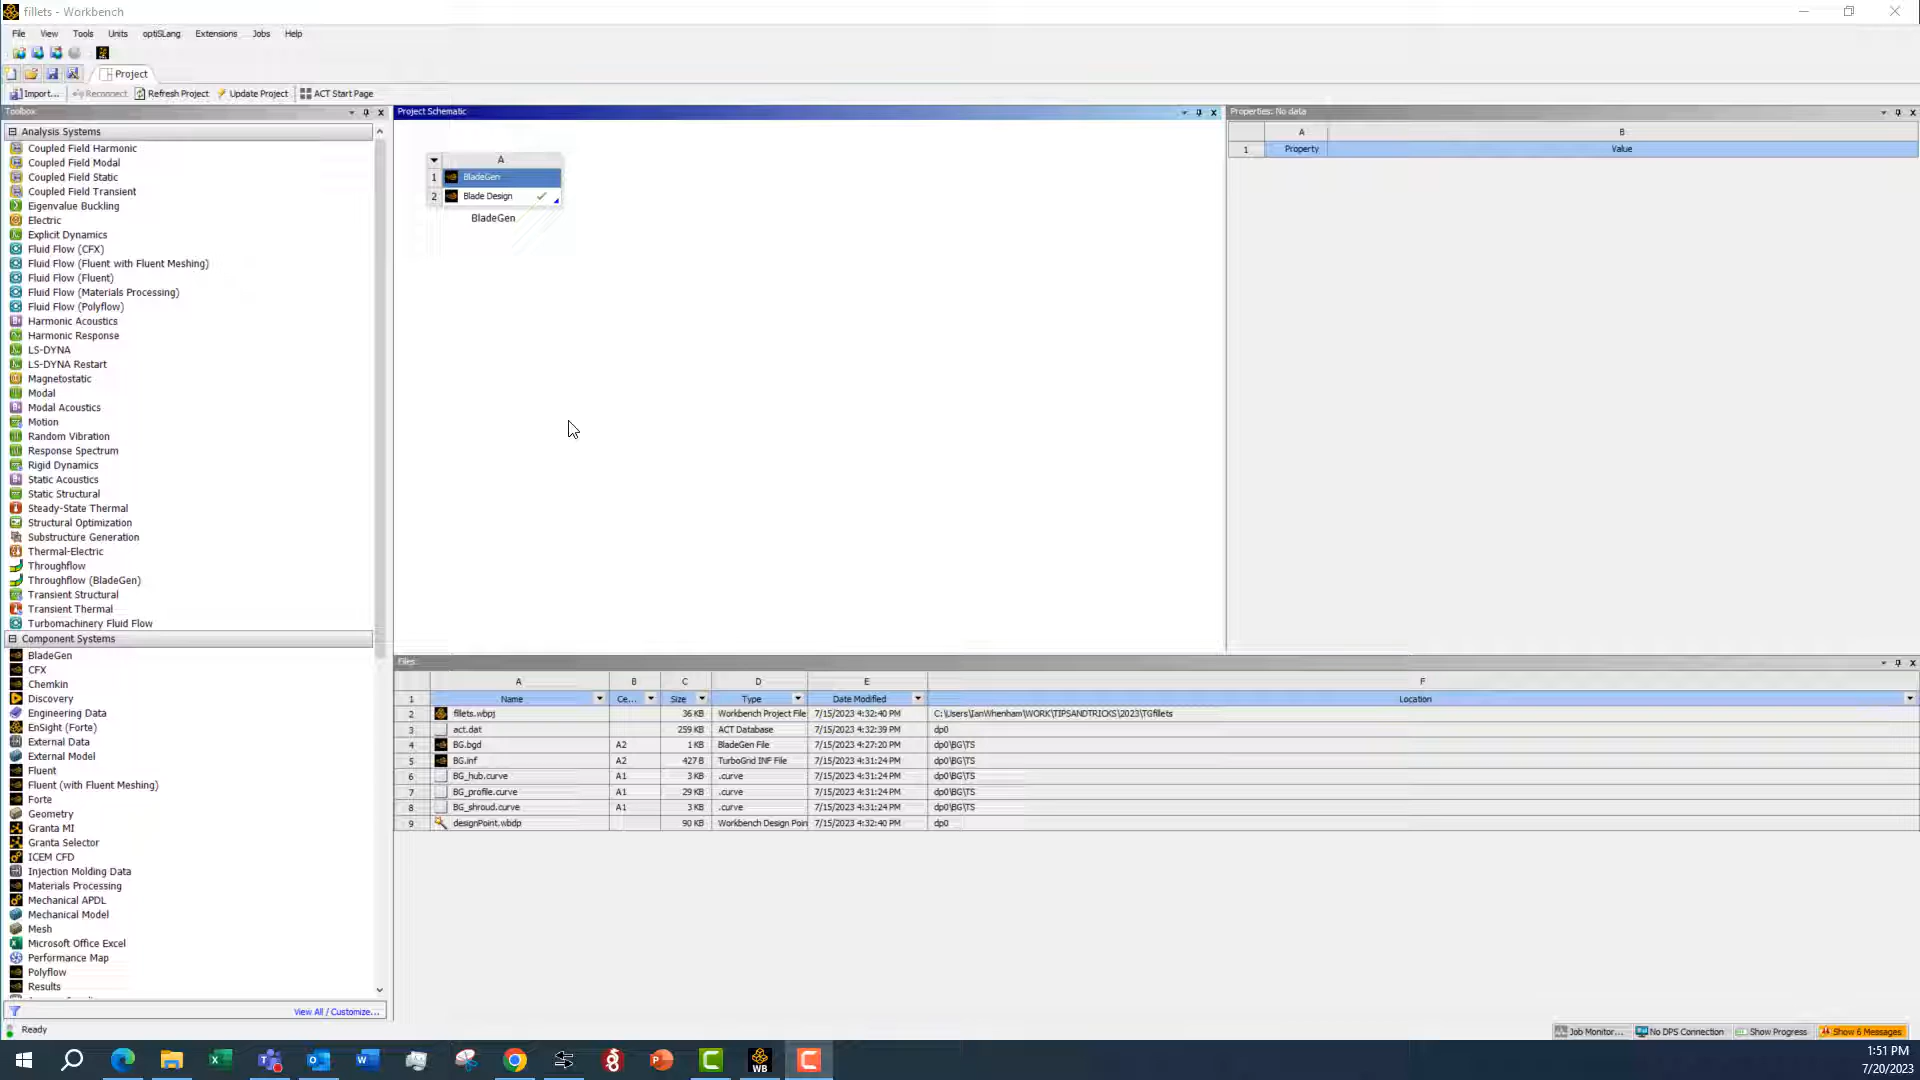 fillets - Workbench
File View Tools Units optiSLang Extensions Jobs Help
Project
Import... Reconnect Refresh Project Update Project ACT Start Page
Toolbox
Analysis Systems
Coupled Field Harmonic
Coupled Field Modal
Coupled Field Static
Coupled Field Transient
Eigenvalue Buckling
Electric
Explicit Dynamics
Fluid Flow (CFX)
Fluid Flow (Fluent with Fluent Meshing)
Fluid Flow (Fluent)
Fluid Flow (Materials Processing)
Fluid Flow (Polyflow)
Harmonic Acoustics
Harmonic Response
LS-DYNA
LS-DYNA Restart
Magnetostatic
Modal
Modal Acoustics
Motion
Random Vibration
Response Spectrum
Rigid Dynamics
Static Acoustics
Static Structural
Steady-State Thermal
Structural Optimization
Substructure Generation
Thermal-Electric
Throughflow
Throughflow (BladeGen)
Transient Structural
Transient Thermal
Turbomachinery Fluid Flow
Component Systems
BladeGen
CFX
Chemkin
Discovery
Engineering Data
EnSight (Forte)
External Data
External Model
Fluent
Fluent (with Fluent Meshing)
Forte
Geometry
Granta MI
Granta Selector
ICEM CFD
Injection Molding Data
Materials Processing
Mechanical APDL
Mechanical Model
Mesh
Microsoft Office Excel
Performance Map
Polyflow
Results
View All / Customize...
Project Schematic
A
1 BladeGen
2 Blade Design
BladeGen
Properties: No data
A B
1 Property Value
Files
A B C D E F
1 Name Ce... Size Type Date Modified Location
2 fillets.wbpj 36 KB Workbench Project File 7/15/2023 4:32:40 PM C:\Users\IanWhenham\WORK\TIPSANDTRICKS\2023\TGfillets
3 act.dat 259 KB ACT Database 7/15/2023 4:32:39 PM dp0
4 BG.bgd A2 1 KB BladeGen File 7/15/2023 4:27:20 PM dp0\BG\TS
5 BG.inf A2 427 B TurboGrid INF File 7/15/2023 4:31:24 PM dp0\BG\TS
6 BG_hub.curve A1 3 KB .curve 7/15/2023 4:31:24 PM dp0\BG\TS
7 BG_profile.curve A1 29 KB .curve 7/15/2023 4:31:24 PM dp0\BG\TS
8 BG_shroud.curve A1 3 KB .curve 7/15/2023 4:31:24 PM dp0\BG\TS
9 designPoint.wbdp 90 KB Workbench Design Poin 7/15/2023 4:32:40 PM dp0
Ready
Job Monitor... No DPS Connection Show Progress Show 6 Messages
WB
1:51 PM
7/20/2023